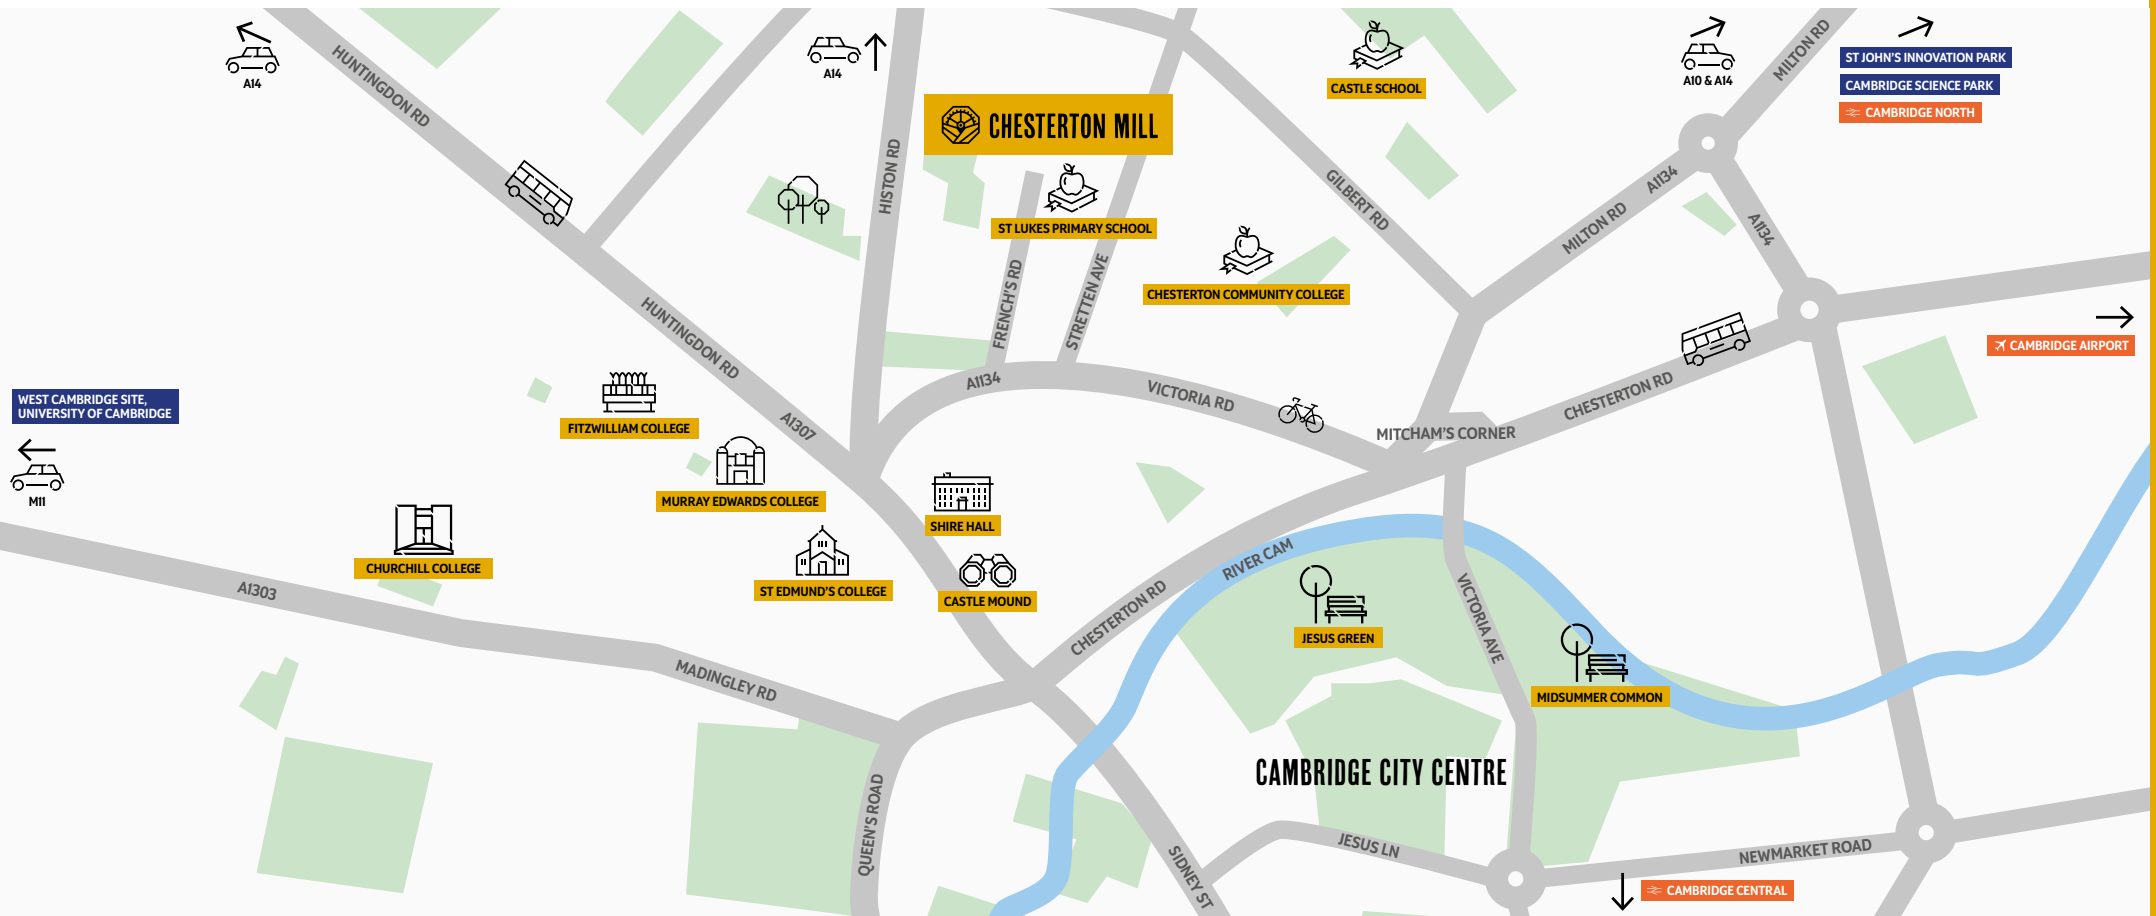 A14
HUNTINGDON RD
A14
HISTON RD
CHESTERTON MILL
CASTLE SCHOOL
A10 & A14
MILTON RD
ST JOHN'S INNOVATION PARK
CAMBRIDGE SCIENCE PARK
CAMBRIDGE NORTH
ST LUKES PRIMARY SCHOOL
GILBERT RD
A1134
MILTON RD
A1134
CHESTERTON COMMUNITY COLLEGE
FRENCH'S RD
STRETTEN AVE
HUNTINGDON RD
CAMBRIDGE AIRPORT
A1134
VICTORIA RD
CHESTERTON RD
WEST CAMBRIDGE SITE,
UNIVERSITY OF CAMBRIDGE
M11
FITZWILLIAM COLLEGE
A1307
MITCHAM'S CORNER
MURRAY EDWARDS COLLEGE
SHIRE HALL
CHURCHILL COLLEGE
RIVER CAM
A1303
ST EDMUND'S COLLEGE
CASTLE MOUND
CHESTERTON RD
VICTORIA AVE
JESUS GREEN
MADINGLEY RD
MIDSUMMER COMMON
CAMBRIDGE CITY CENTRE
QUEEN'S ROAD
SIDNEY ST
JESUS LN
NEWMARKET ROAD
CAMBRIDGE CENTRAL